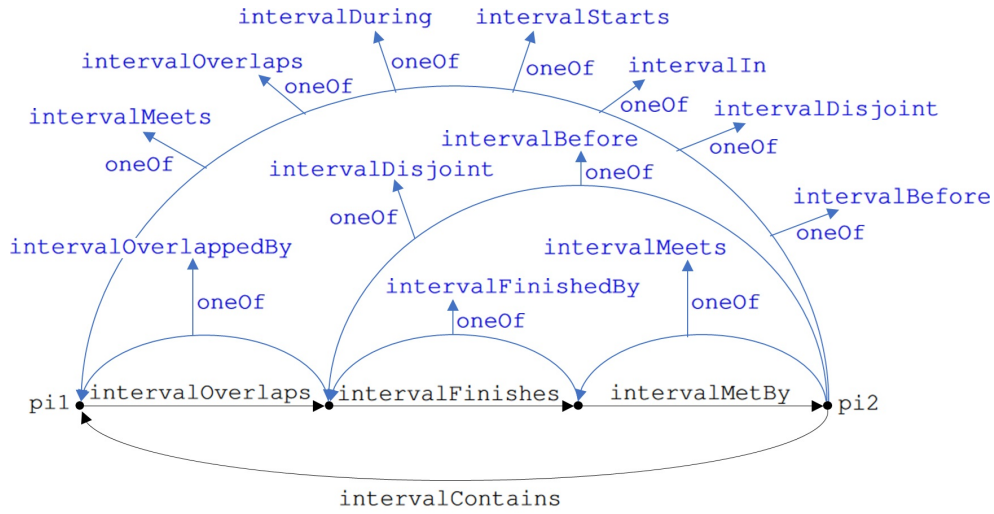 intervalDuring intervalStarts
intervalOverlaps oneOf oneOf intervalIn
oneOf oneOf
intervalMeets intervalDisjoint
oneOf intervalBefore oneOf
intervalDisjoint oneOf
oneOf intervalBefore
oneOf
intervalOverlappedBy intervalMeets
intervalFinishedBy
oneOf oneOf oneOf
pi1 intervalOverlaps intervalFinishes intervalMetBy pi2
intervalContains